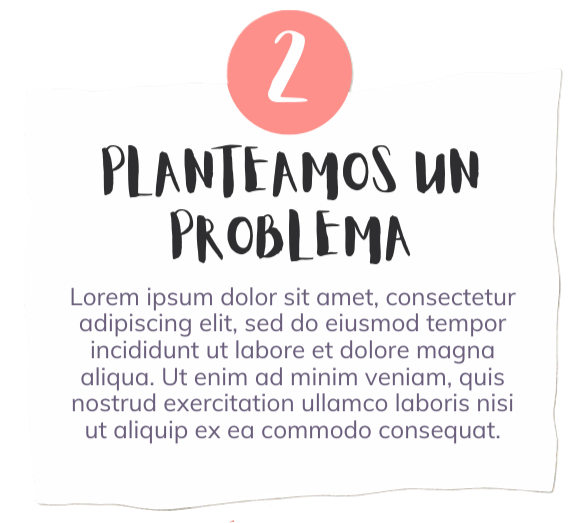 2
PLANTEAMOS UN
PROBLEMA
Lorem ipsum dolor sit amet, consectetur
adipiscing elit, sed do eiusmod tempor
incididunt ut labore et dolore magna
aliqua. Ut enim ad minim veniam, quis
nostrud exercitation ullamco laboris nisi
ut aliquip ex ea commodo consequat.